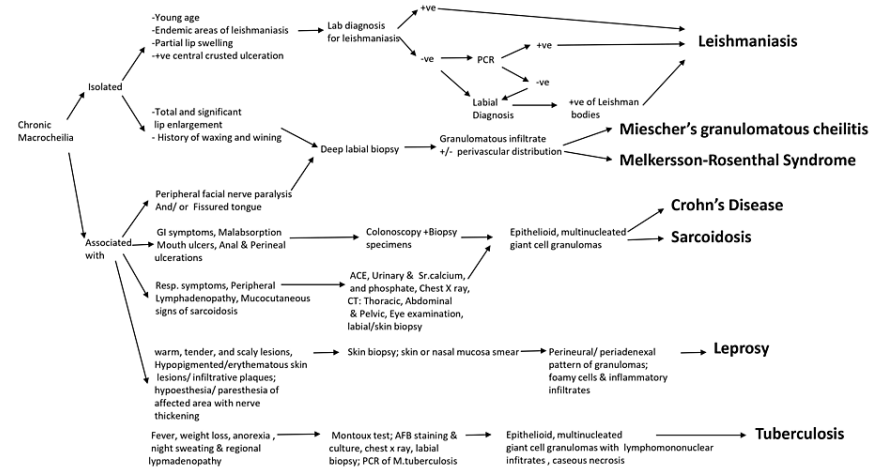 Chronic
Macrocheilia
Isolated
-Young age
-Endemic areas of leishmaniasis
-Partial lip swelling
-+ve central crusted ulceration
Lab diagnosis
for leishmaniasis
+ve
-ve
PCR
+ve
-ve
Labial
Diagnosis
+ve of Leishman
bodies
Leishmaniasis
-Total and significant
lip enlargement
- History of waxing and wining
Deep labial biopsy
Granulomatous infiltrate
+/- perivascular distribution
Miescher's granulomatous cheilitis
Melkersson-Rosenthal Syndrome
Associated
with
Peripheral facial nerve paralysis
And/ or Fissured tongue
GI symptoms, Malabsorption
Mouth ulcers, Anal & Perineal
ulcerations
Colonoscopy +Biopsy
specimens
Epithelioid, multinucleated
giant cell granulomas
Crohn's Disease
Sarcoidosis
Resp. symptoms, Peripheral
Lymphadenopathy, Mucocutaneous
signs of sarcoidosis
ACE, Urinary & Sr.calcium,
and phosphate, Chest X ray,
CT: Thoracic, Abdominal
& Pelvic, Eye examination,
labial/skin biopsy
warm, tender, and scaly lesions,
Hypopigmented/erythematous skin
lesions/ infiltrative plaques;
hypoesthesia/ paresthesia of
affected area with nerve
thickening
Skin biopsy; skin or nasal mucosa smear
Perineural/ periadenexal
pattern of granulomas;
foamy cells & inflammatory
infiltrates
Leprosy
Fever, weight loss, anorexia ,
night sweating & regional
lypmadenopathy
Montoux test; AFB staining &
culture, chest x ray, labial
biopsy; PCR of M.tuberculosis
Epithelioid, multinucleated
giant cell granulomas with lymphomononuclear
infitrates , caseous necrosis
Tuberculosis